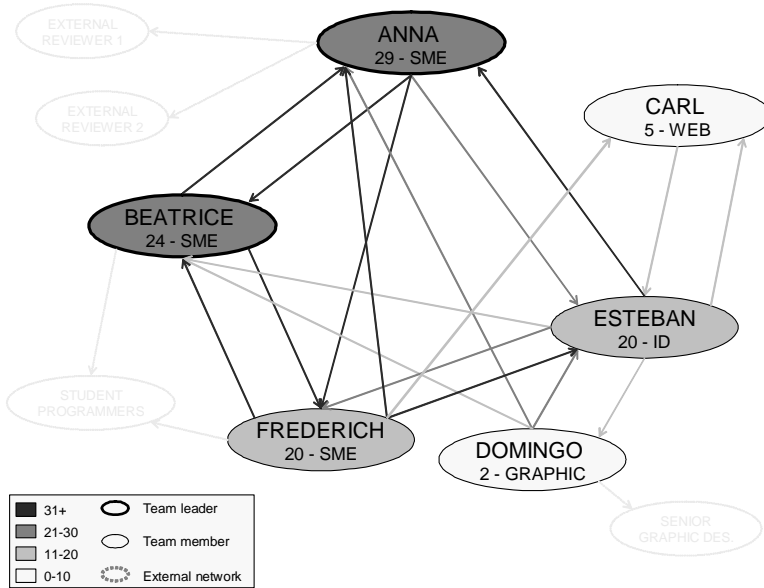 EXTERNAL
REVIEWER 1
ANNA
29 - SME
EXTERNAL
REVIEWER 2
CARL
5 - WEB
BEATRICE
24 - SME
ESTEBAN
20 - ID
STUDENT
PROGRAMMERS
FREDERICH
20 - SME
DOMINGO
2 - GRAPHIC
SENIOR
GRAPHIC DES.
31+
Team leader
21-30
Team member
11-20
0-10
External network